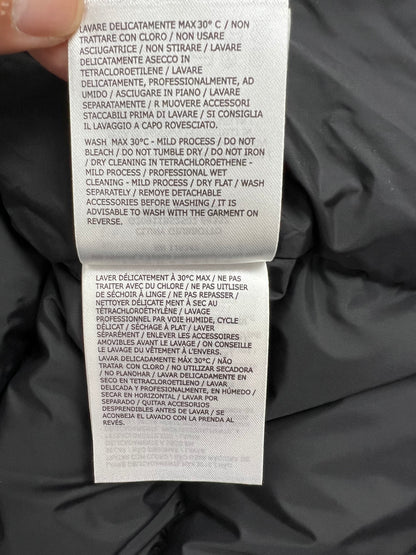 LAVARE DELICATAMENTE MAX30° C / NON
TRATTARE CON CLORO / NON USARE
ASCIUGATRICE / NON STIRARE / LAVARE
DELICATAMENTE ASECCO IN
TETRACLOROETILENE / LAVARE
DELICATAMENTE, PROFESSIONALMENTE, AD
UMIDO / ASCIUGARE IN PIANO / LAVARE
SEPARATAMENTE / R MUOVERE ACCESSORI
STACCABILI PRIMA DI LAVARE / SI CONSIGLIA
IL LAVAGGIO A CAPO ROVESCIATO.
WASH MAX 30°C - MILD PROCESS / DO NOT
BLEACH / DO NOT TUMBLE DRY / DO NOT IRON
/ DRY CLEANING IN TETRACHLOROETHENE -
MILD PROCESS / PROFESSIONAL WET
CLEANING - MILD PROCESS / DRY FLAT / WASH
SEPARATELY / REMOYE DETACHABLE
ACCESSORIES BEFORE WASHING / IT IS
ADVISABLE TO WASH WITH THE GARMENT ON
REVERSE.
LAVER DÉLICATEMENT À 30°C MAX / NE PAS
TRAITER AVEC DU CHLORE / NE PAS UTLISER
DE SÉCHOIR À LINGE / NE PAS REPASSER /
NETTOYER DÉLICATE MENT À SEC AU
TÉTRACHLOROÉTHYLÈNE / LAVAGE
PROFESSIONNEL PAR VOIE HUMIDE, CYCLE
DÉLICAT / SÉCHAGE À PLAT / LAVER
SÉPARÉMENT / ENLEVER LES ACCESSOIRES
AMOVIBLES AVANT LE LAVAGE / ON CONSEILLE
LE LAVAGE DU VÊTEMENT À L'ENVERS.
LAVAR DELICADAMENTE MÁX 30°C / NÃO
TRATAR CON CLORO / NO UTILIZAR SECADORA
/ NO PLANOHAR / LAVAR DELICADAMENTE EN
SECO EN TETRACLOROETILENO / LAVAR
DELICADA Y PROFESIONALMENTE, EN HÚMEDO /
SECAR EN HORIZONTAL / LAVAR POR
SEPARADO / QUITAR ACCESORIOS
DESPRENDIBLES ANTES DE LAVAR / SE
ACONSEJA EL LAVADO CON LA PRENDA AL
REVÉS.